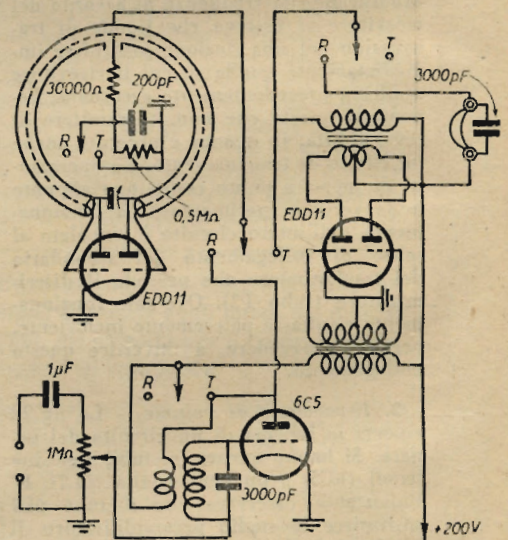 30000Ω
200pF
R
T
0,5MΩ
EDD11
R
T
3000pF
EDD11
R
T
R
T
6C5
1µF
1MΩ
3000pF
+200V